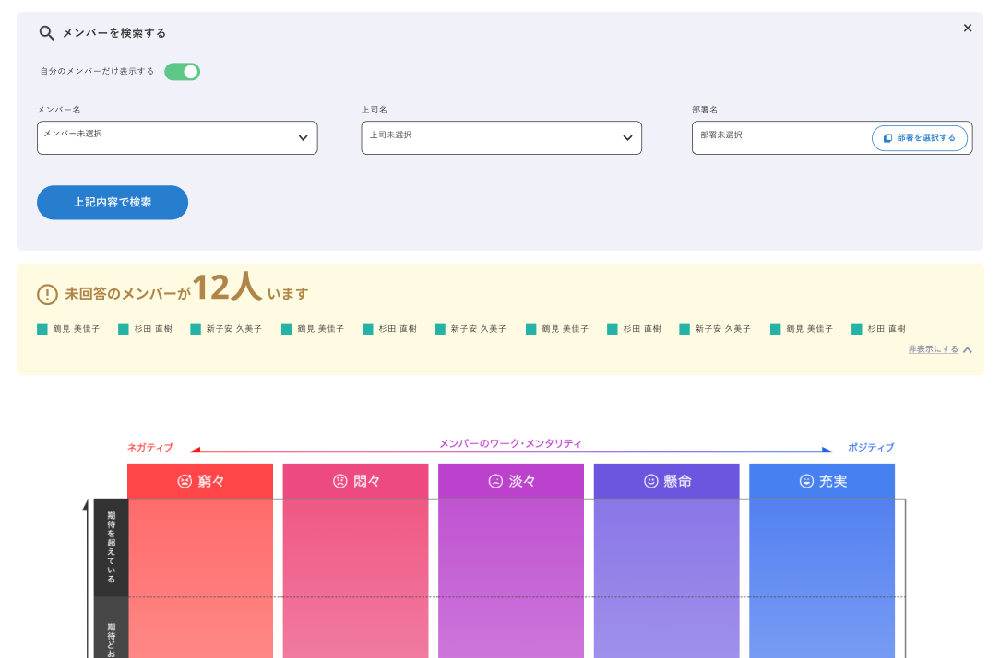 メンバーを検索する
×
自分のメンバーだけ表示する
メンバー名
上司名
部署名
メンバー未選択
上司未選択
部署未選択
部署を選択する
上記内容で検索
未回答のメンバーが12人います
鶴見 美佳子 杉田 直樹 新子安 久美子 鶴見 美佳子 杉田 直樹 新子安 久美子 鶴見 美佳子 杉田 直樹 新子安 久美子 鶴見 美佳子 杉田 直樹
非表示にする
ネガティブ
メンバーのワーク・メンタリティ
ポジティブ
窮々
悶々
淡々
懸命
充実
期待を超えている
期待どお